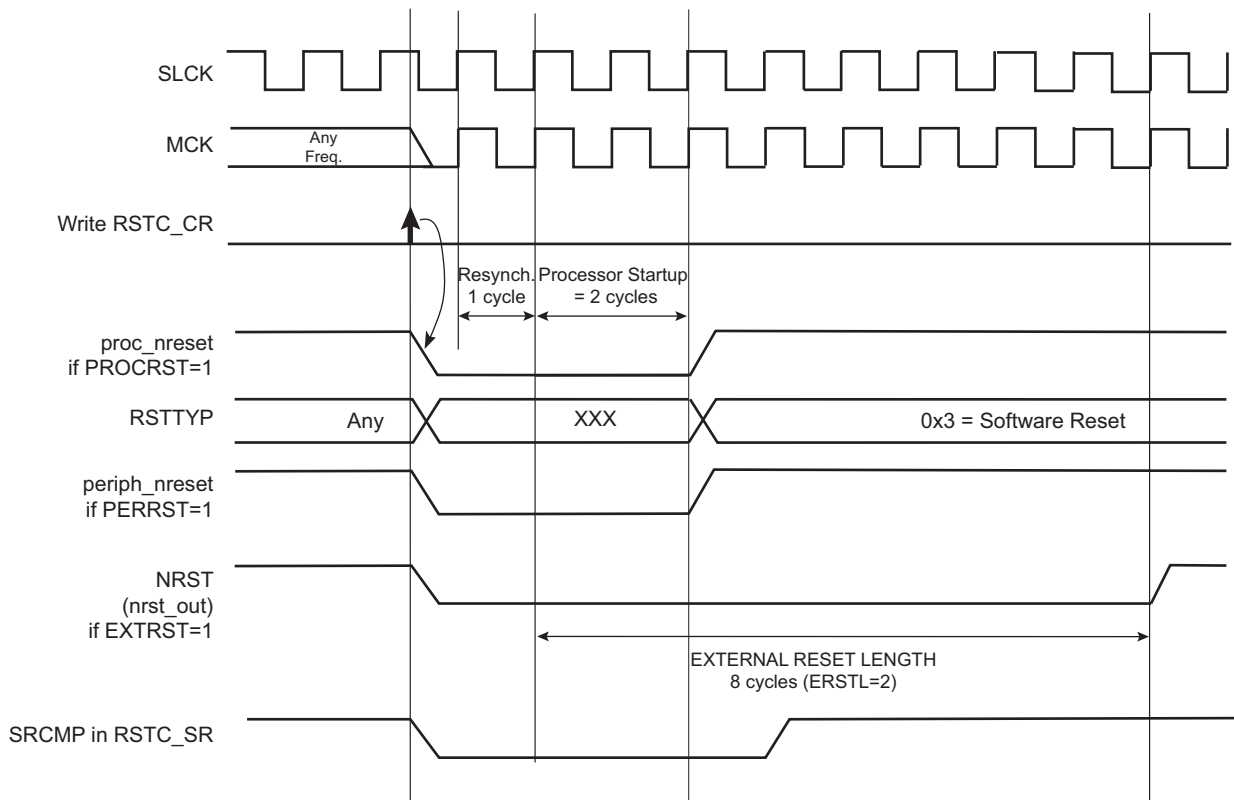 SLCK
MCK
Any
Freq.
Write RSTC_CR
Resynch.
1 cycle
Processor Startup
= 2 cycles
proc_nreset
if PROCRST=1
RSTTYP
Any
XXX
0x3 = Software Reset
periph_nreset
if PERRST=1
NRST
(nrst_out)
if EXTRST=1
EXTERNAL RESET LENGTH
8 cycles (ERSTL=2)
SRCMP in RSTC_SR